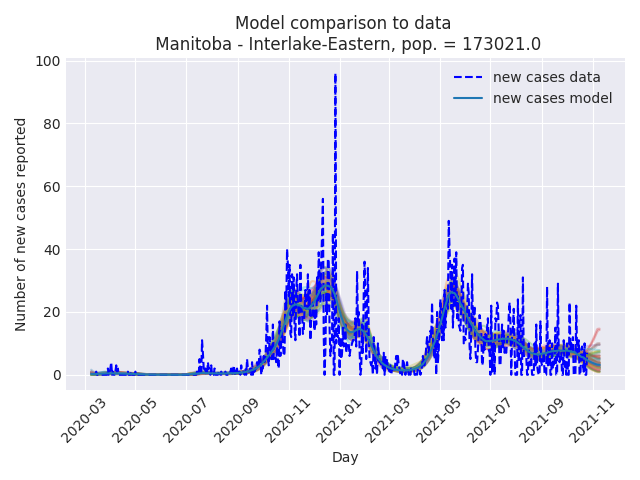 Model comparison to data
Manitoba - Interlake-Eastern, pop. = 173021.0
100
80
60
40
20
0
Number of new cases reported
new cases data
new cases model
2020-03
2020-05
2020-07
2020-09
2020-11
2021-01
2021-03
2021-05
2021-07
2021-09
2021-11
Day